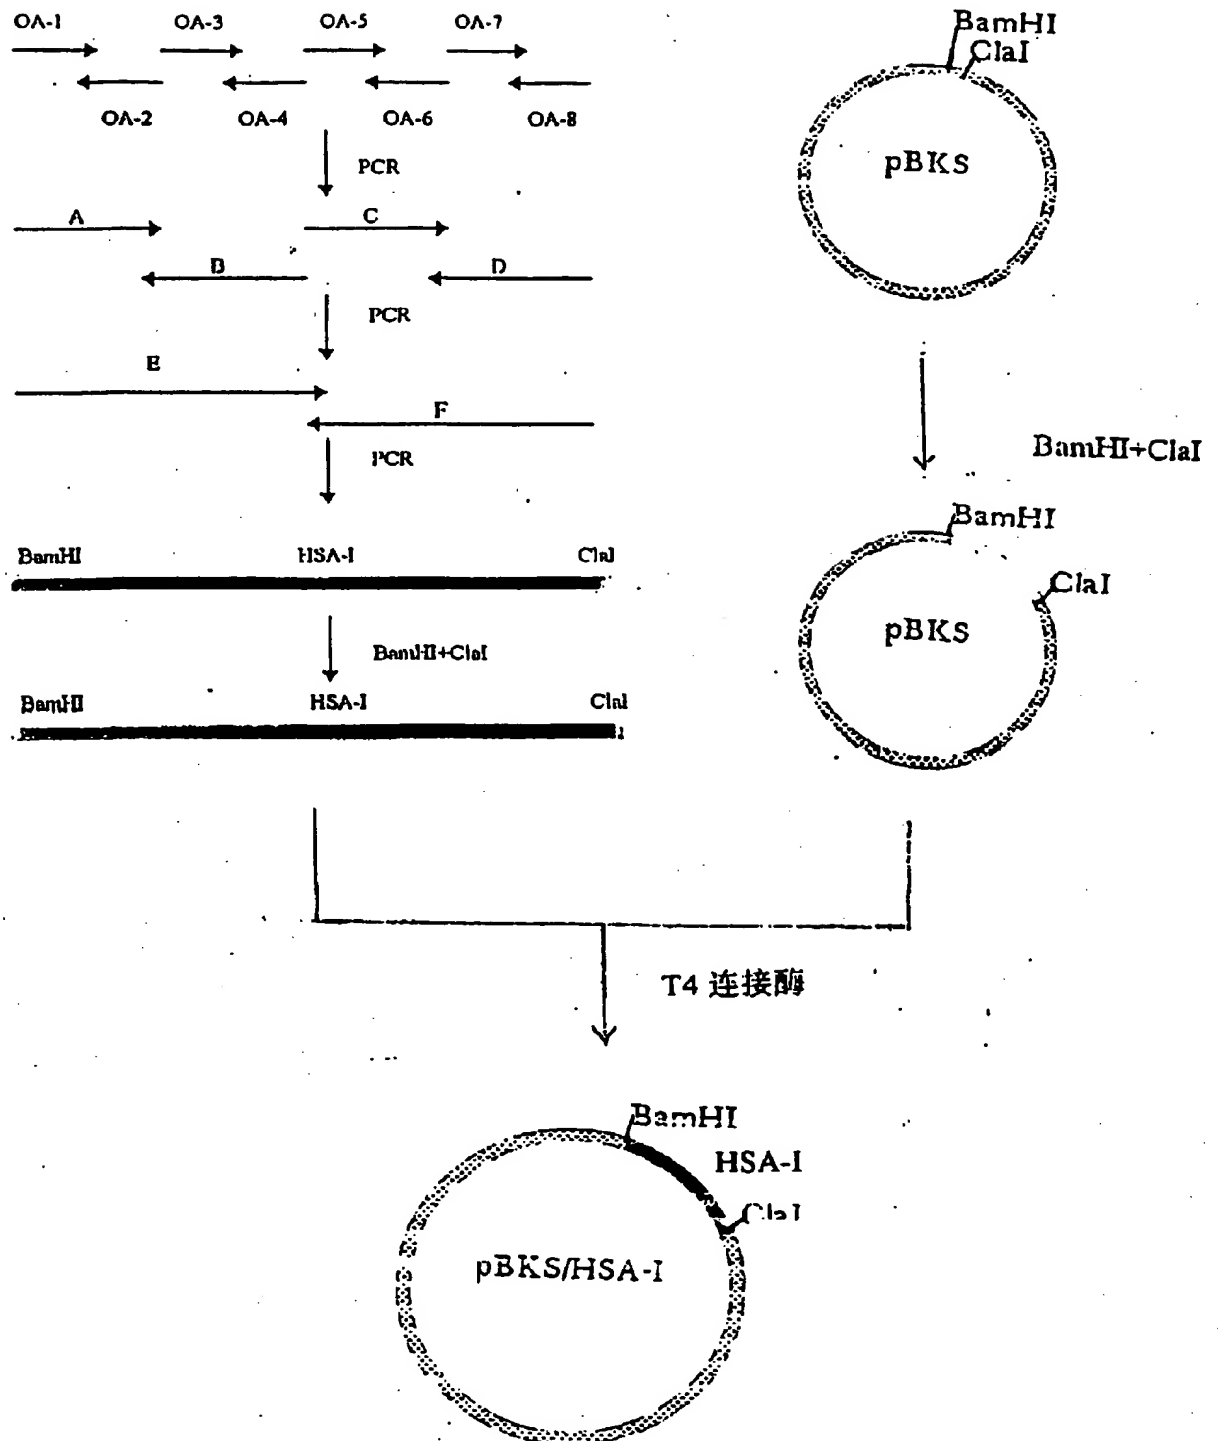 OA-1 OA-3 OA-5 OA-7
OA-2 OA-4 OA-6 OA-8
PCR
A C
B D
PCR
E
F
PCR
BamHI HSA-I ClaI
BamHI+ClaI
BamHI HSA-I ClaI
BamHI
ClaI
pBKS
BamHI+ClaI
BamHI
ClaI
pBKS
T4 连接酶
BamHI
HSA-I
ClaI
pBKS/HSA-I